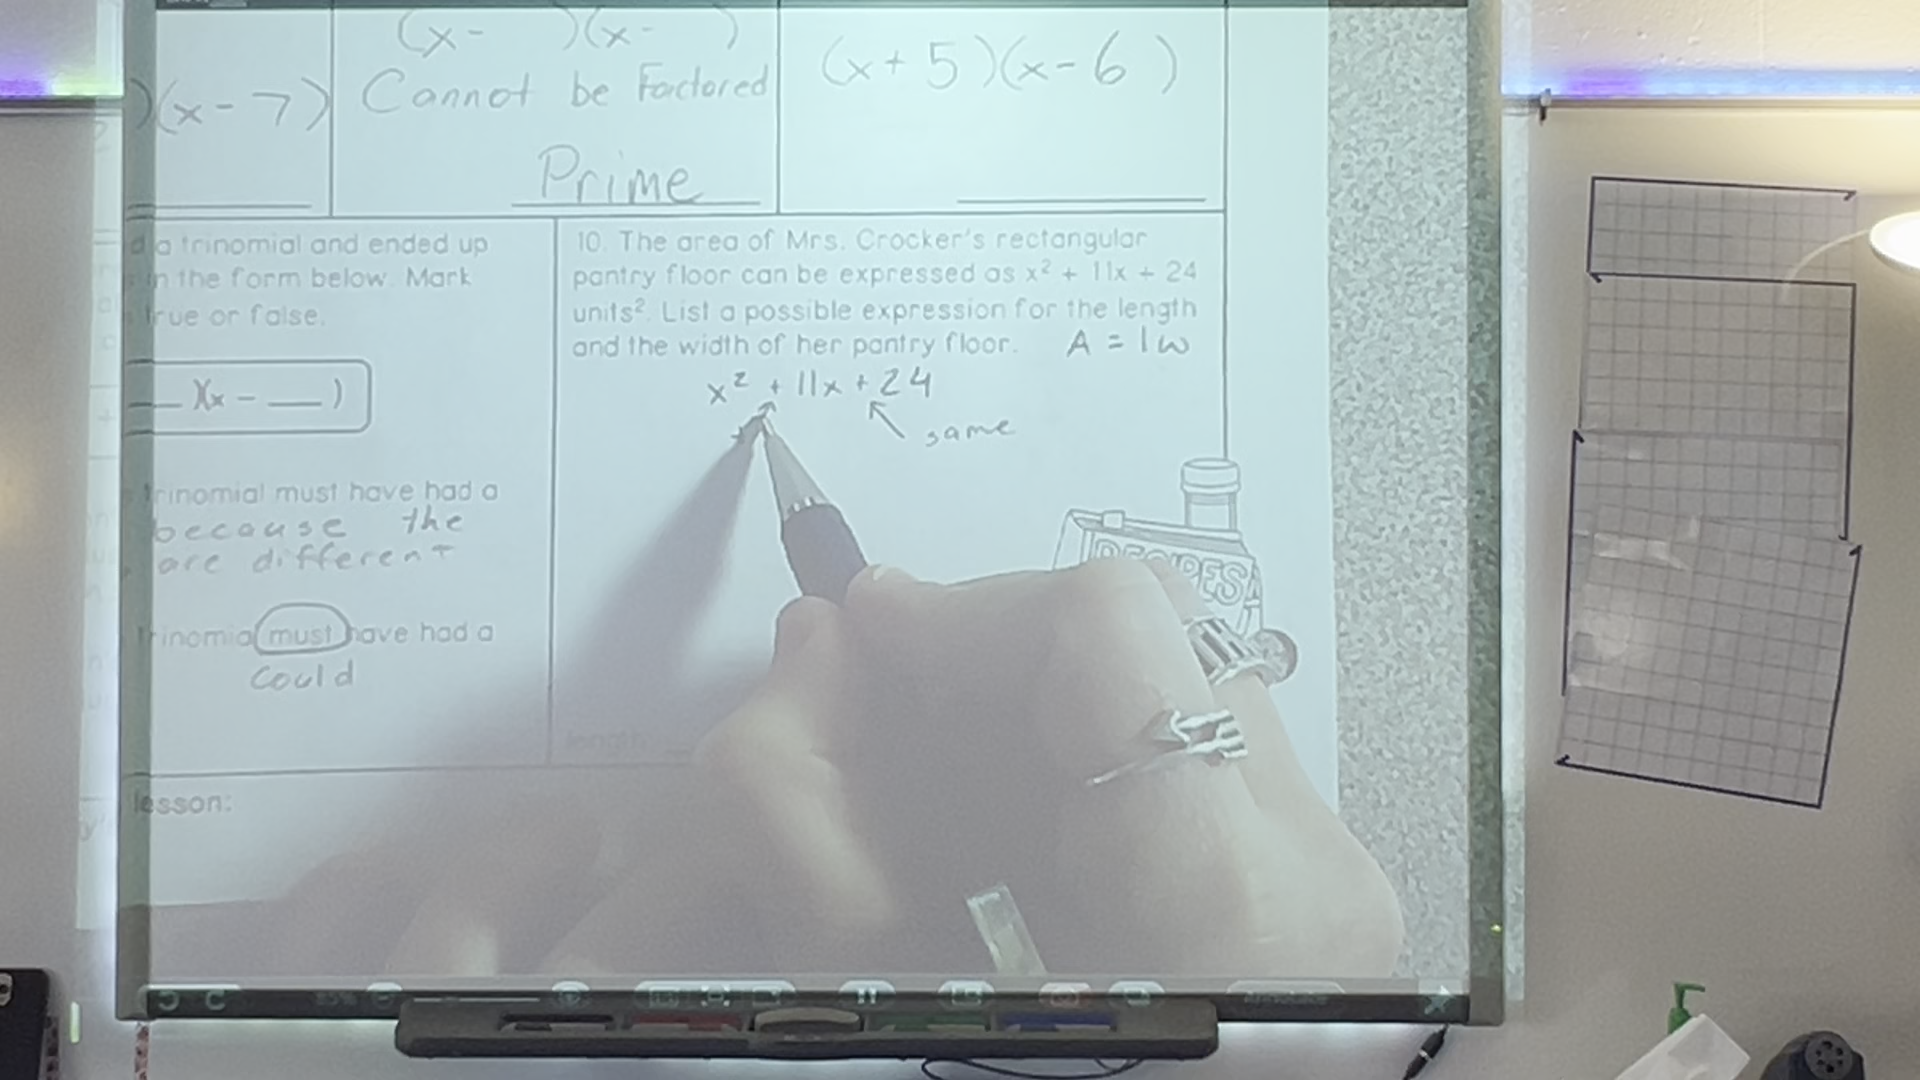 (x -      )(x -      )
(x + 5 )(x - 6 )
)(x - 7)
Cannot be Factored
Prime
a trinomial and ended up
in the form below. Mark
true or false.
)(x - ___ )
trinomial must have had a
because the
are different
trinomial must have had a
could
10. The area of Mrs. Crocker's rectangular
pantry floor can be expressed as x² + 11x + 24
units². List a possible expression for the length
and the width of her pantry floor.
A = lw
x² + 11x + 24
same
length
lesson: